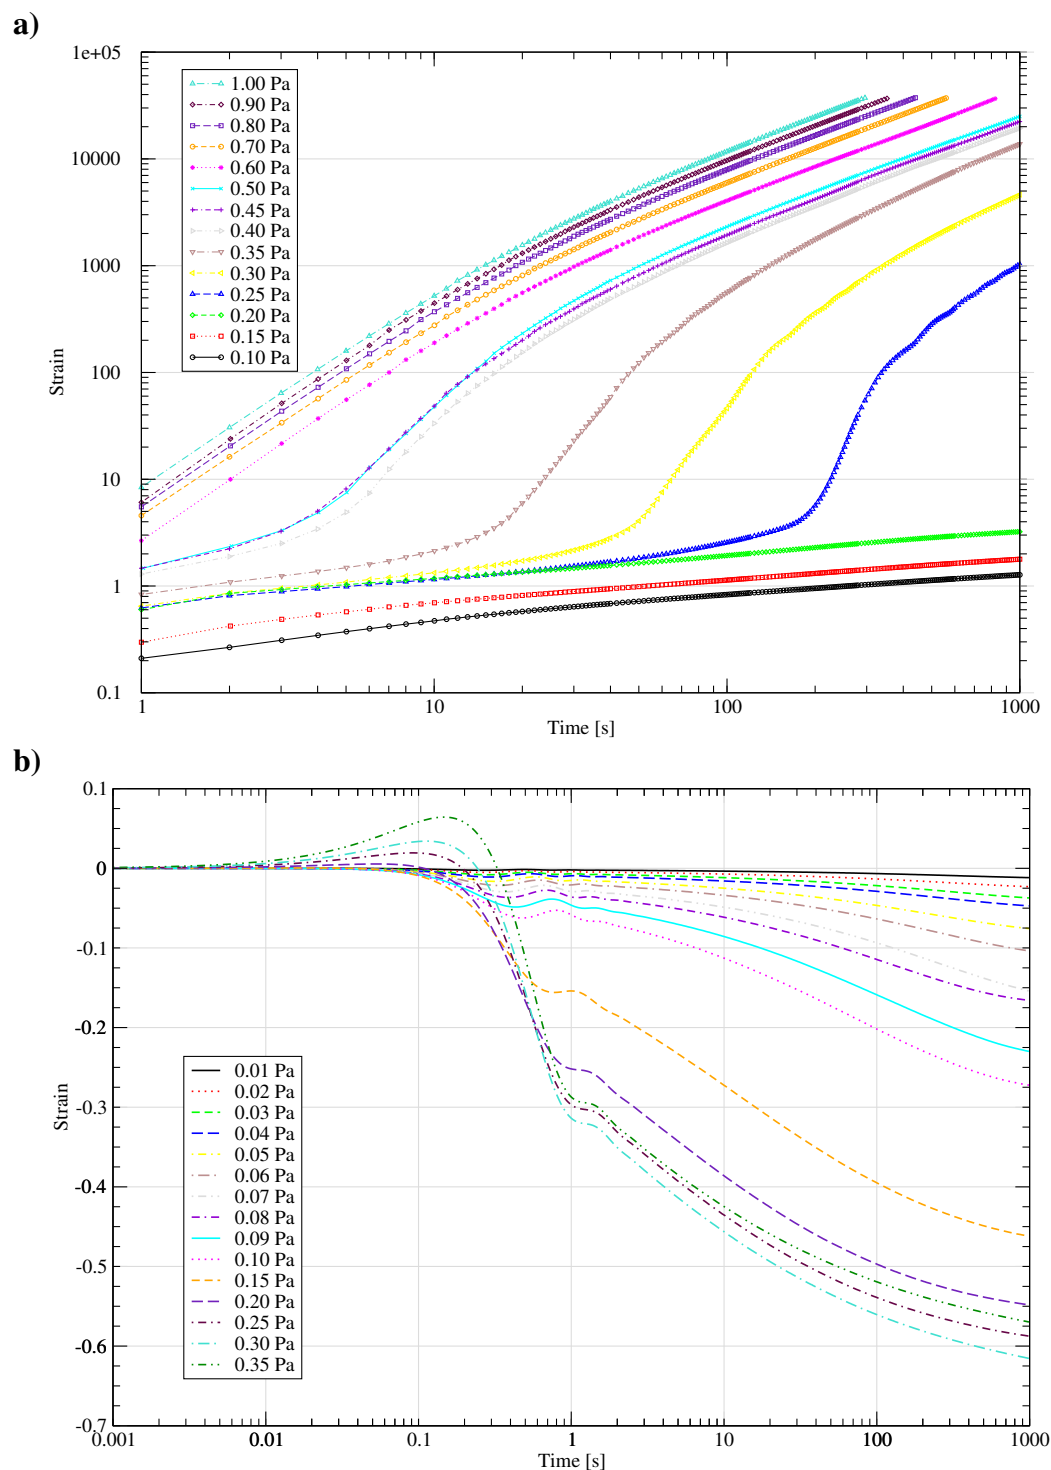 a)
1e+05
10000
1000
100
10
1
0.1
Strain
1.00 Pa
0.90 Pa
0.80 Pa
0.70 Pa
0.60 Pa
0.50 Pa
0.45 Pa
0.40 Pa
0.35 Pa
0.30 Pa
0.25 Pa
0.20 Pa
0.15 Pa
0.10 Pa
1
10
100
1000
Time [s]
b)
0.1
0
-0.1
-0.2
-0.3
-0.4
-0.5
-0.6
-0.7
Strain
0.01 Pa
0.02 Pa
0.03 Pa
0.04 Pa
0.05 Pa
0.06 Pa
0.07 Pa
0.08 Pa
0.09 Pa
0.10 Pa
0.15 Pa
0.20 Pa
0.25 Pa
0.30 Pa
0.35 Pa
0.001
0.01
0.1
1
10
100
1000
Time [s]